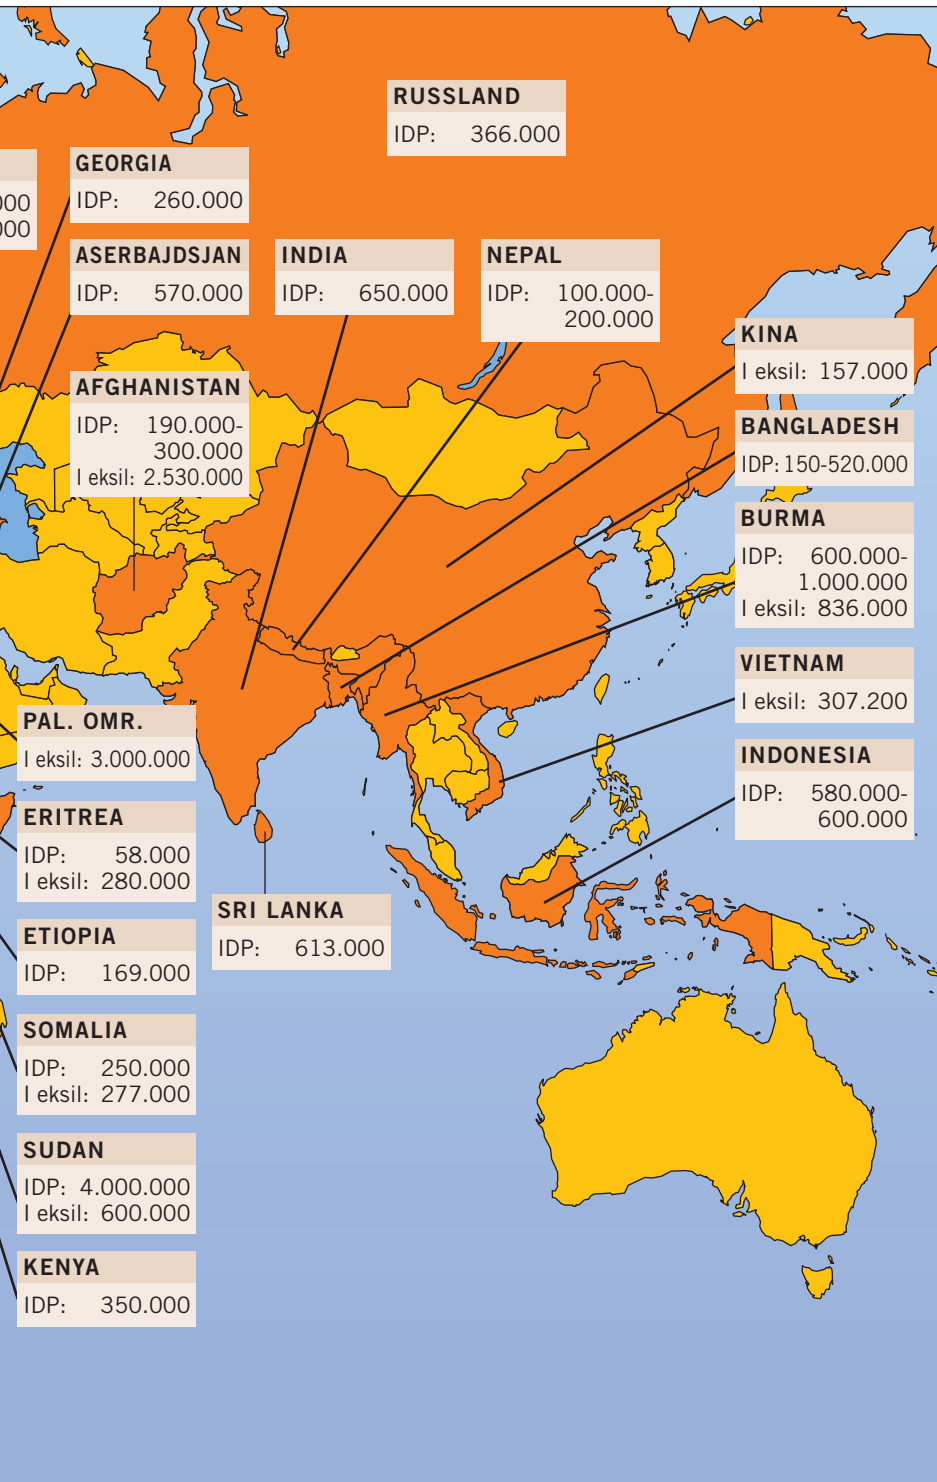 RUSSLAND
IDP: 366.000
000
000
GEORGIA
IDP: 260.000
ASERBAJDSJAN
IDP: 570.000
INDIA
IDP: 650.000
NEPAL
IDP: 100.000-
200.000
KINA
I eksil: 157.000
AFGHANISTAN
IDP: 190.000-
300.000
I eksil: 2.530.000
BANGLADESH
IDP: 150-520.000
BURMA
IDP: 600.000-
1.000.000
I eksil: 836.000
VIETNAM
I eksil: 307.200
INDONESIA
IDP: 580.000-
600.000
PAL. OMR.
I eksil: 3.000.000
ERITREA
IDP: 58.000
I eksil: 280.000
SRI LANKA
IDP: 613.000
ETIOPIA
IDP: 169.000
SOMALIA
IDP: 250.000
I eksil: 277.000
SUDAN
IDP: 4.000.000
I eksil: 600.000
KENYA
IDP: 350.000